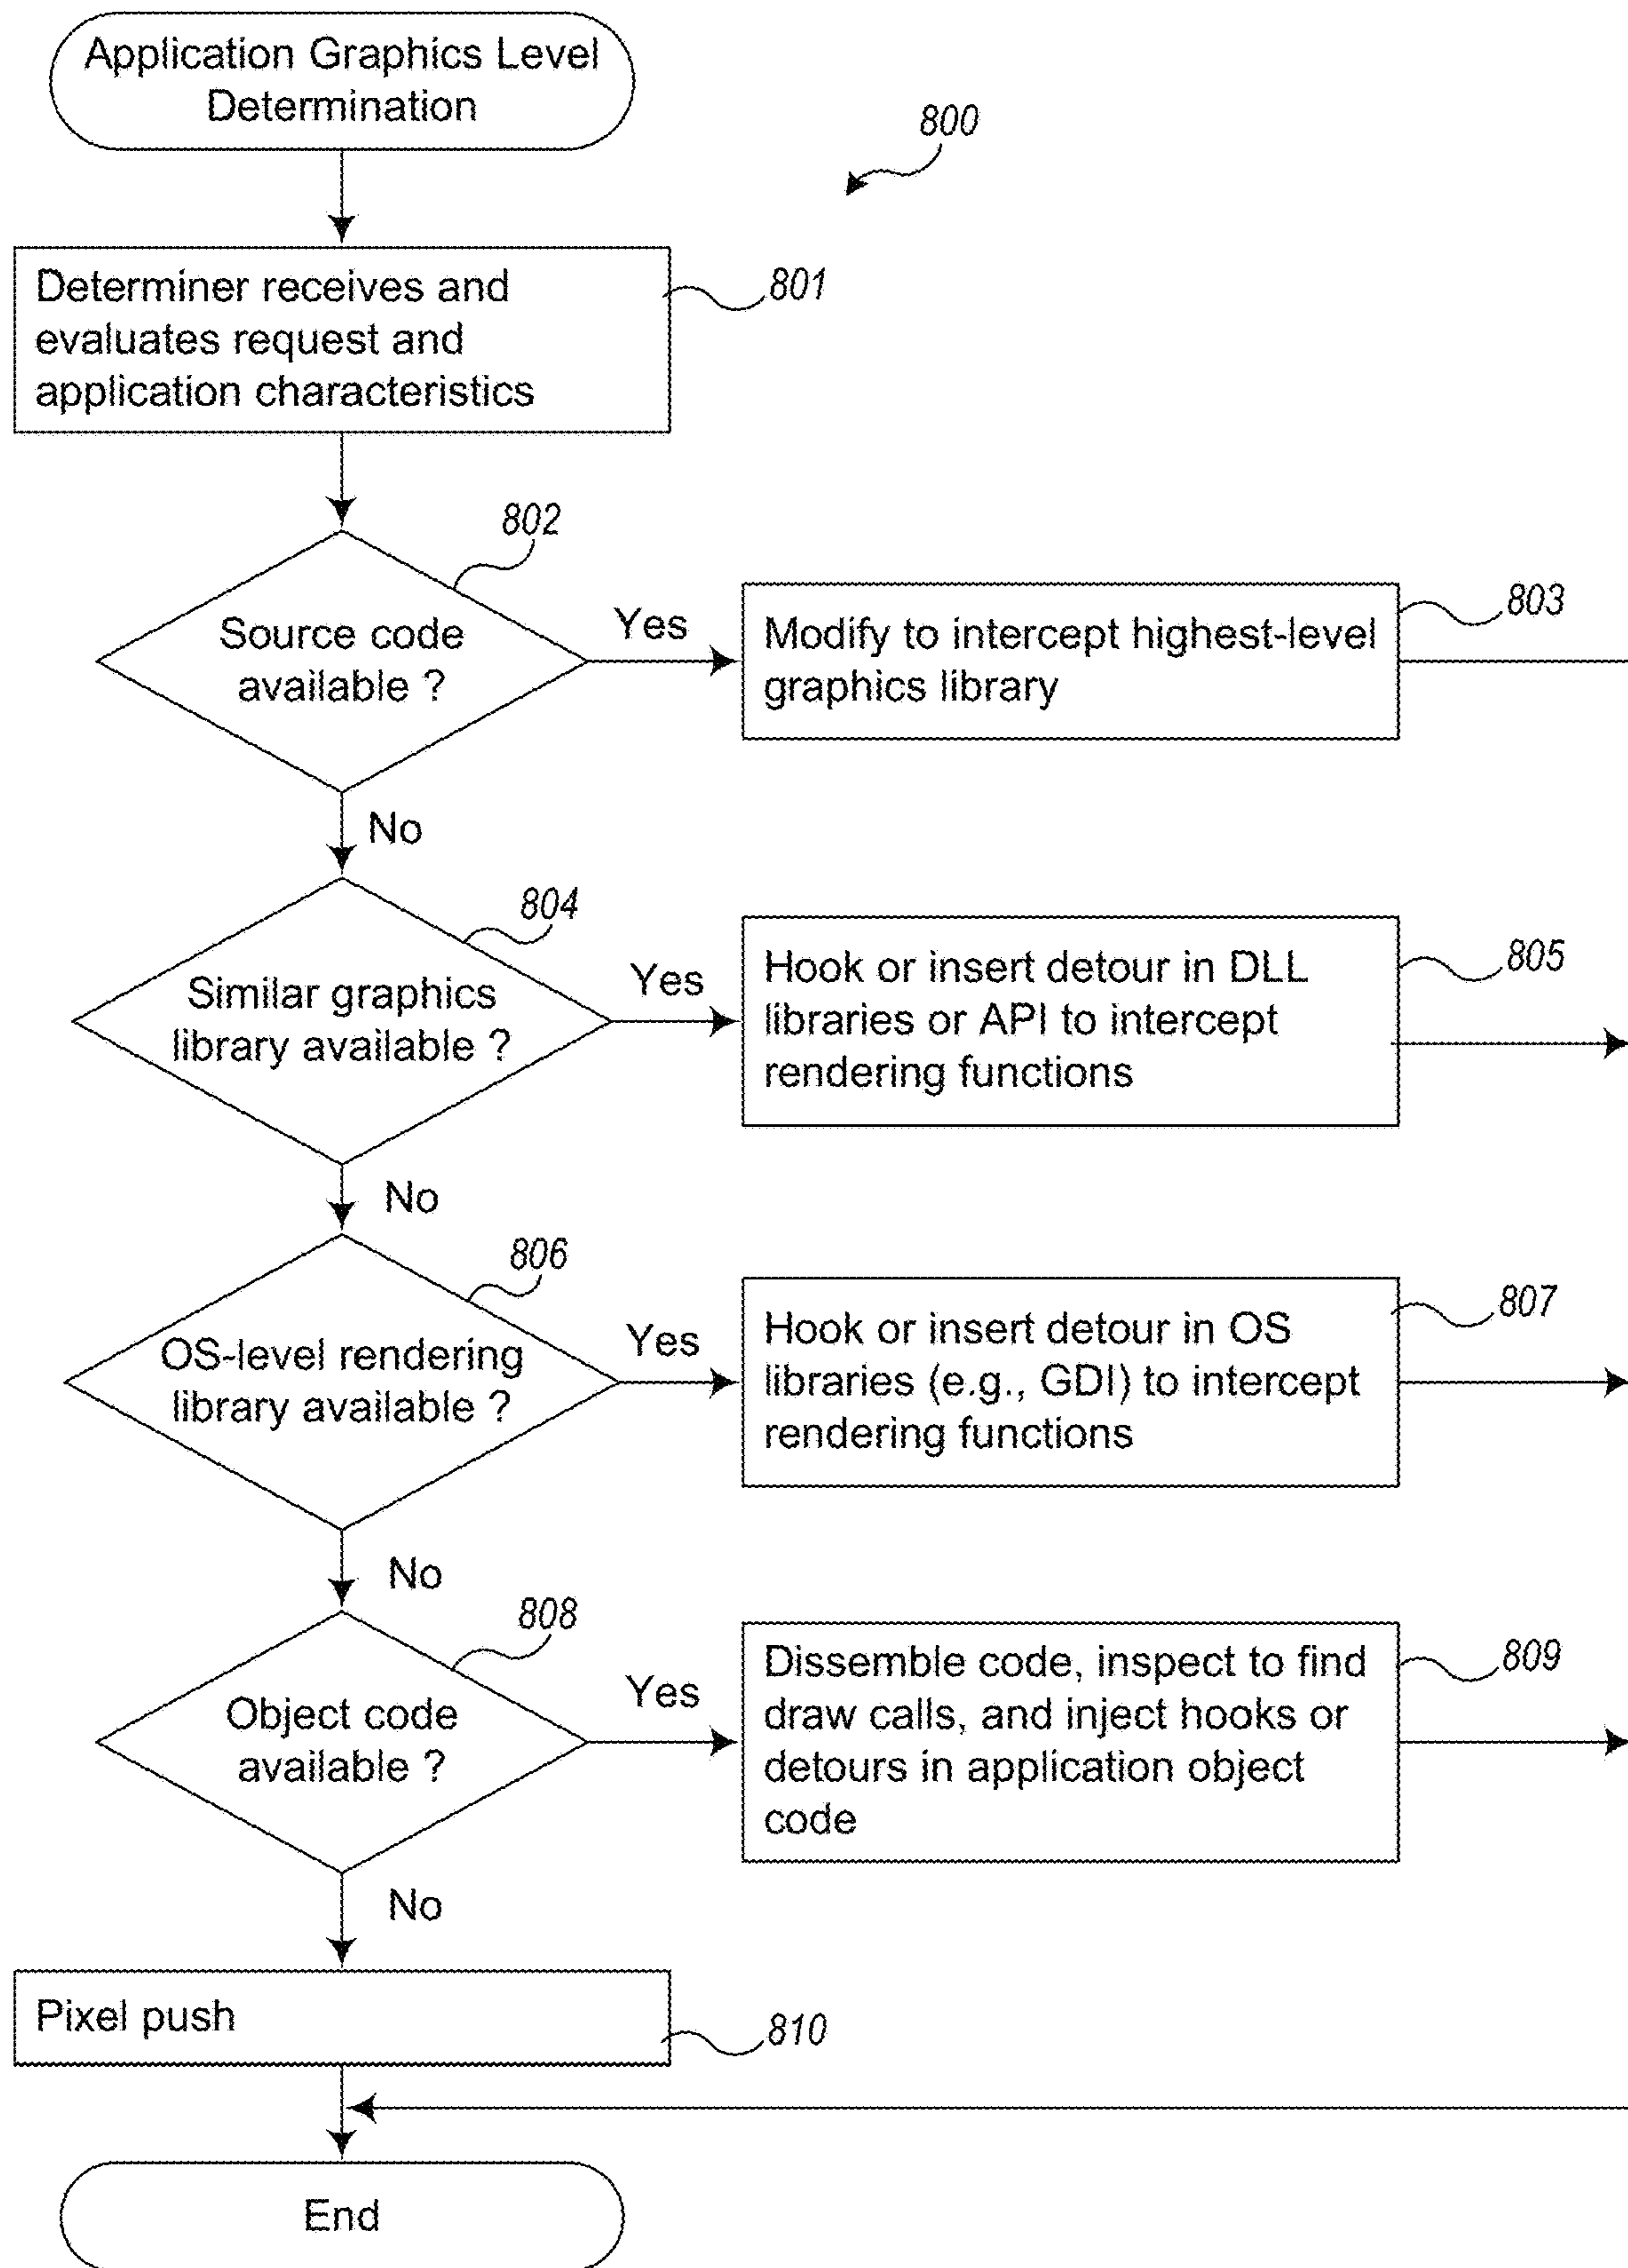 Application Graphics Level
Determination
800
Determiner receives and
evaluates request and
application characteristics
801
802
Source code
available ?
Yes
Modify to intercept highest-level
graphics library
803
No
804
Similar graphics
library available ?
Yes
Hook or insert detour in DLL
libraries or API to intercept
rendering functions
805
No
806
OS-level rendering
library available ?
Yes
Hook or insert detour in OS
libraries (e.g., GDI) to intercept
rendering functions
807
No
808
Object code
available ?
Yes
Dissemble code, inspect to find
draw calls, and inject hooks or
detours in application object
code
809
No
Pixel push
810
End